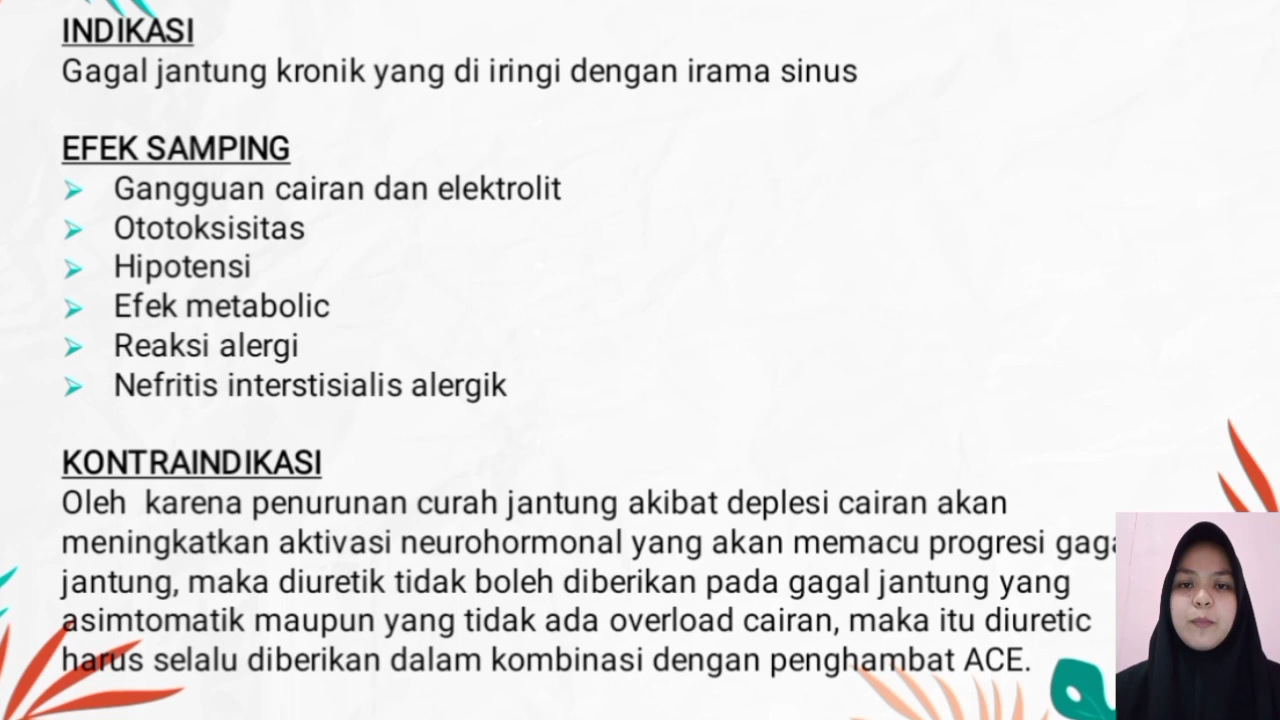 INDIKASI
Gagal jantung kronik yang di iringi dengan irama sinus
EFEK SAMPING
Gangguan cairan dan elektrolit
Ototoksisitas
Hipotensi
Efek metabolic
Reaksi alergi
Nefritis interstisialis alergik
KONTRAINDIKASI
Oleh karena penurunan curah jantung akibat deplesi cairan akan
meningkatkan aktivasi neurohormonal yang akan memacu progresi
jantung, maka diuretik tidak boleh diberikan pada gagal jantung yang
asimtomatik maupun yang tidak ada overload cairan, maka itu diuretic
harus selalu diberikan dalam kombinasi dengan penghambat ACE.